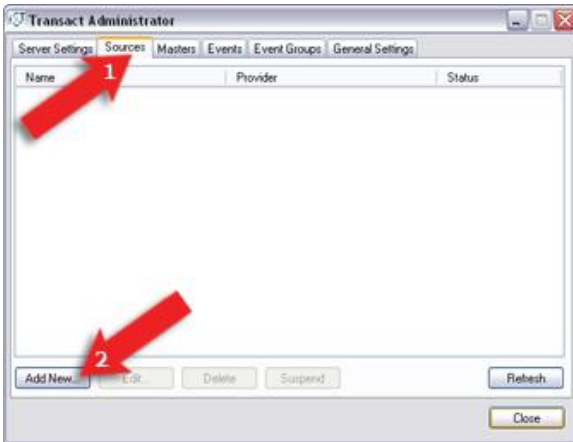 Transact Administrator
Server Settings Sources Masters Events Event Groups General Settings
Name Provider Status
1
2
Add New... Edit... Delete Suspend Refresh
Close